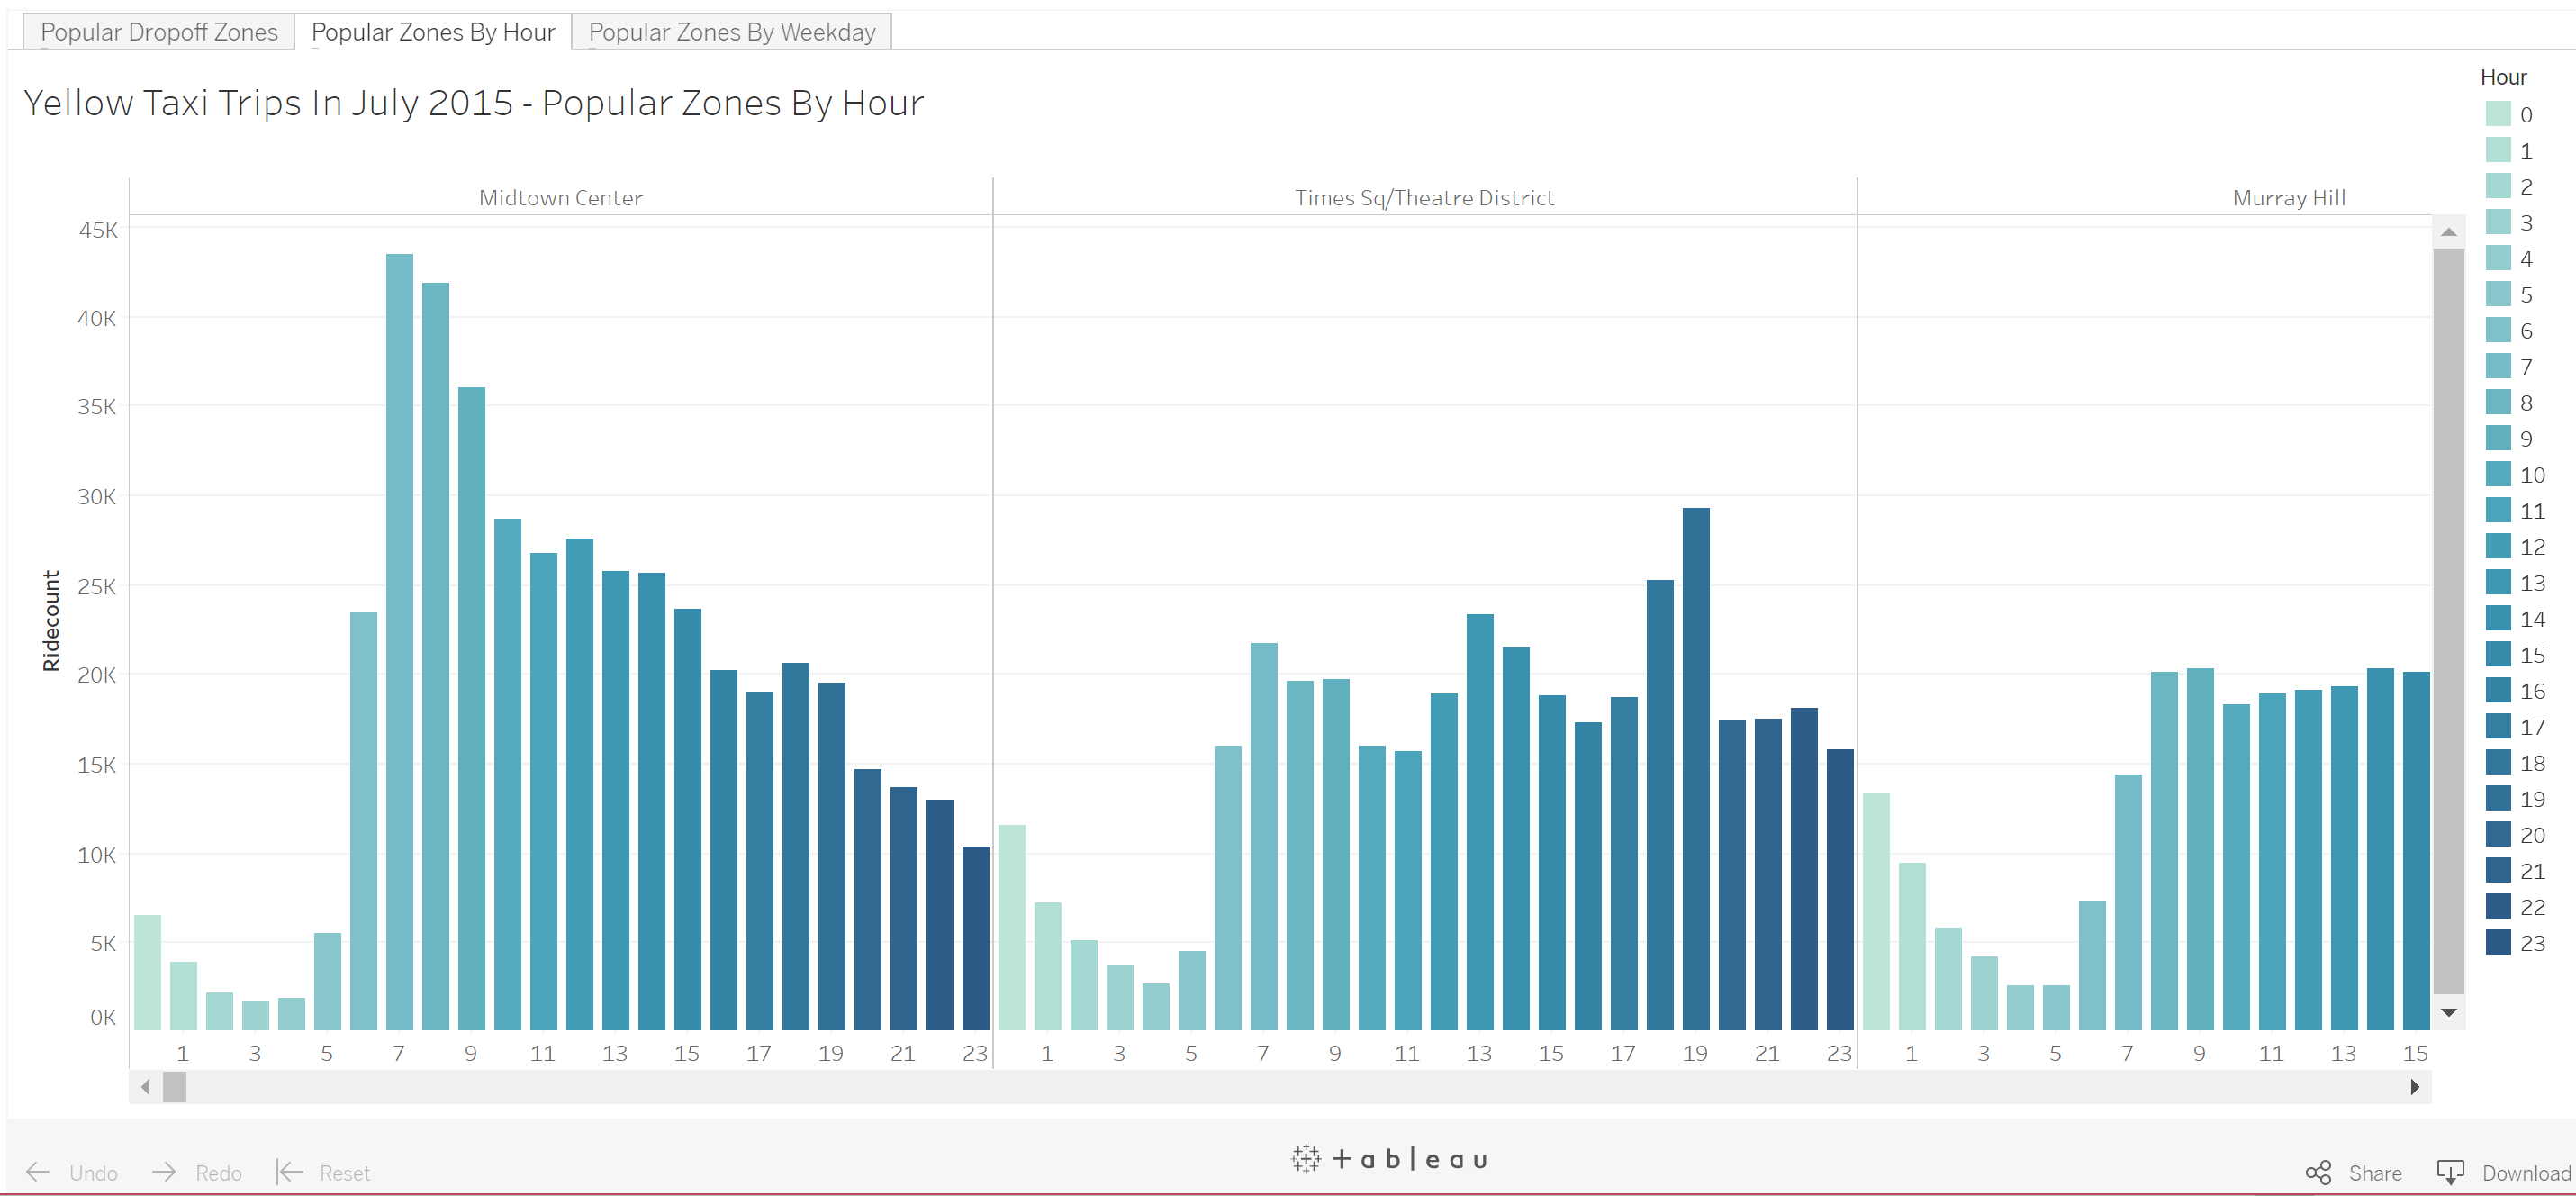 Popular Dropoff Zones Popular Zones By Hour Popular Zones By Weekday
Yellow Taxi Trips In July 2015 - Popular Zones By Hour
Midtown Center Times Sq/Theatre District Murray Hill
Ridecount
45K
40K
35K
30K
25K
20K
15K
10K
5K
0K
1 3 5 7 9 11 13 15 17 19 21 23 1 3 5 7 9 11 13 15 17 19 21 23 1 3 5 7 9 11 13 15
Hour
0
1
2
3
4
5
6
7
8
9
10
11
12
13
14
15
16
17
18
19
20
21
22
23
Undo Redo Reset
tableau
Share Download